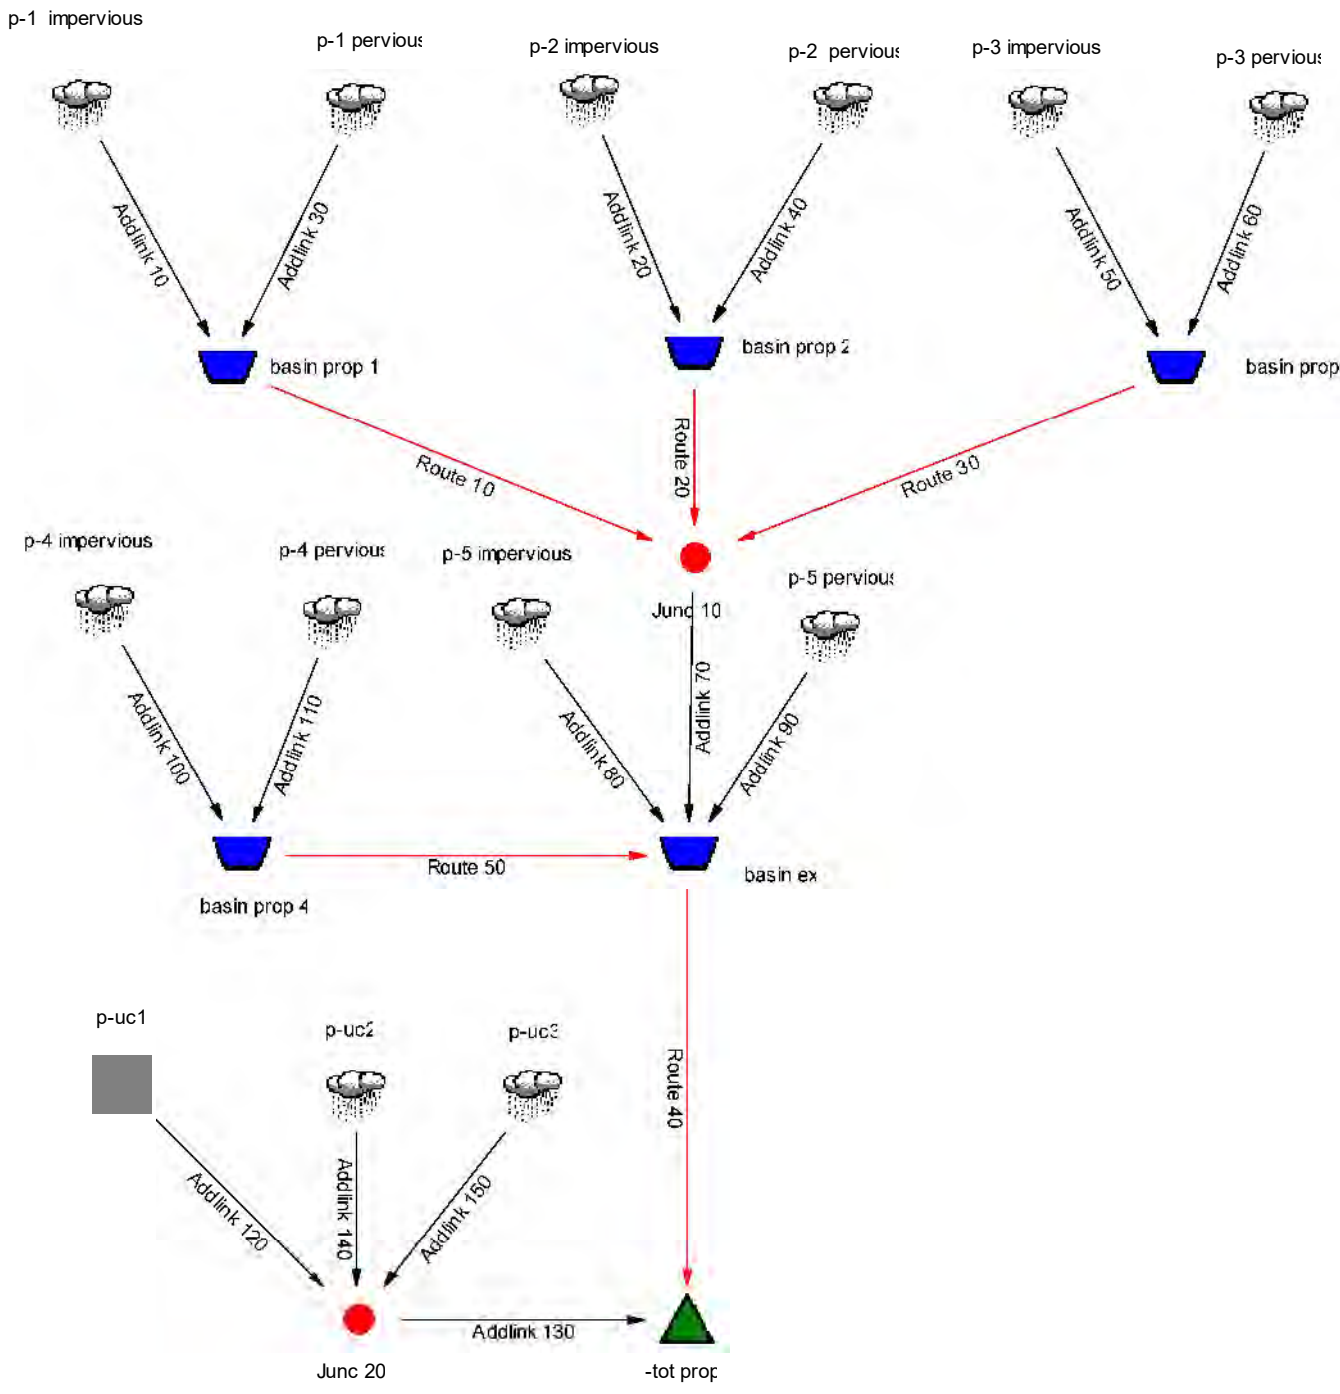 p-1 impervious
p-1 pervious
p-2 impervious
p-2 pervious
p-3 impervious
p-3 pervious
Addlink 10
Addlink 30
Addlink 20
Addlink 40
Addlink 50
Addlink 60
basin prop 1
basin prop 2
basin prop
Route 10
Route 20
Route 30
p-4 impervious
p-4 pervious
p-5 impervious
p-5 pervious
Junc 10
Addlink 100
Addlink 110
Addlink 80
Addlink 70
Addlink 90
Route 50
basin prop 4
basin ex
p-uc1
p-uc2
p-uc3
Route 40
Addlink 120
Addlink 140
Addlink 150
Addlink 130
Junc 20
-tot prop